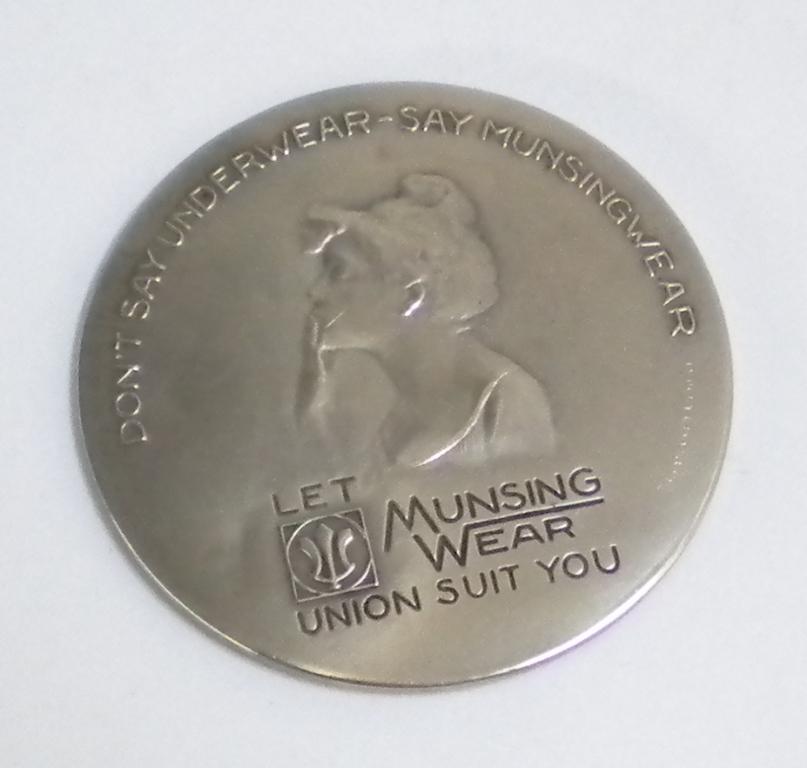 DON'T SAY UNDERWEAR-SAY MUNSINGWEAR
LET
MUNSING
WEAR
UNION SUIT YOU